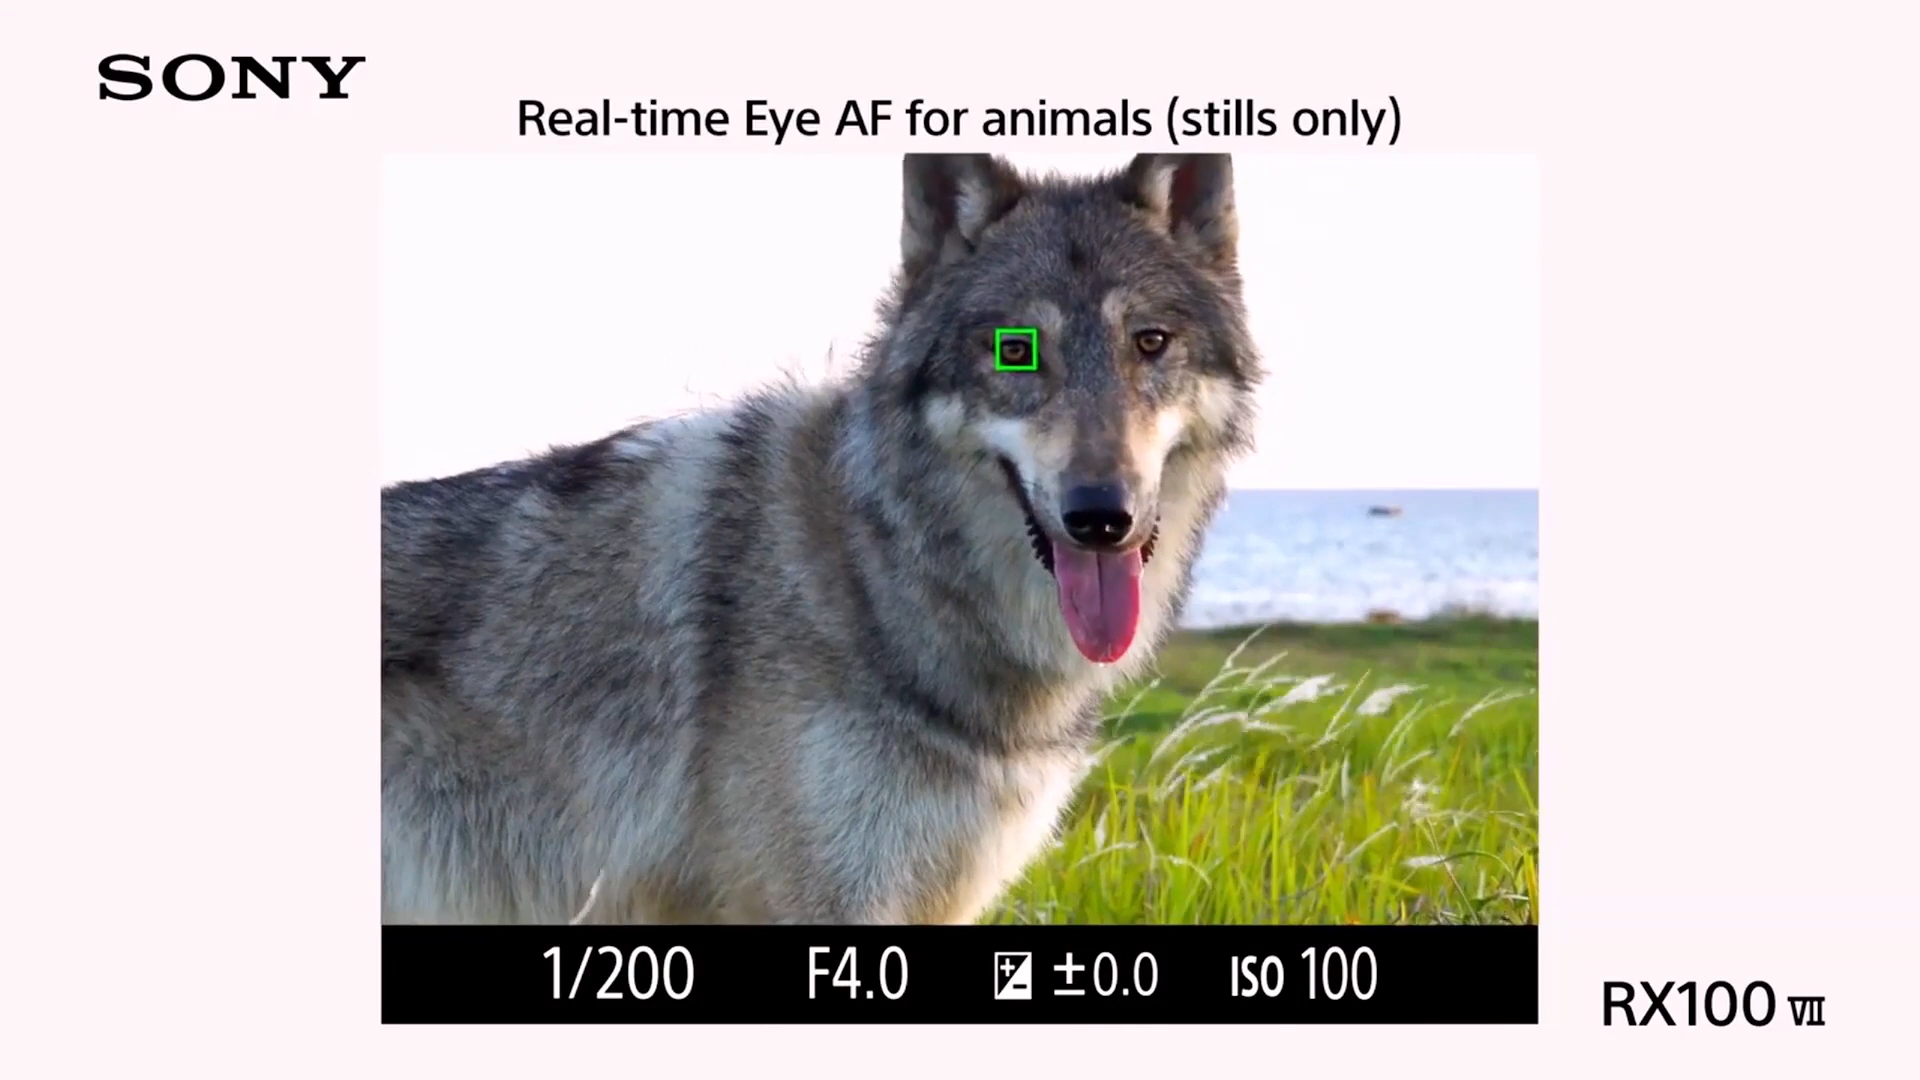 SONY
Real-time Eye AF for animals (stills only)
1/200 F4.0 ±0.0 ISO 100
RX100 VII